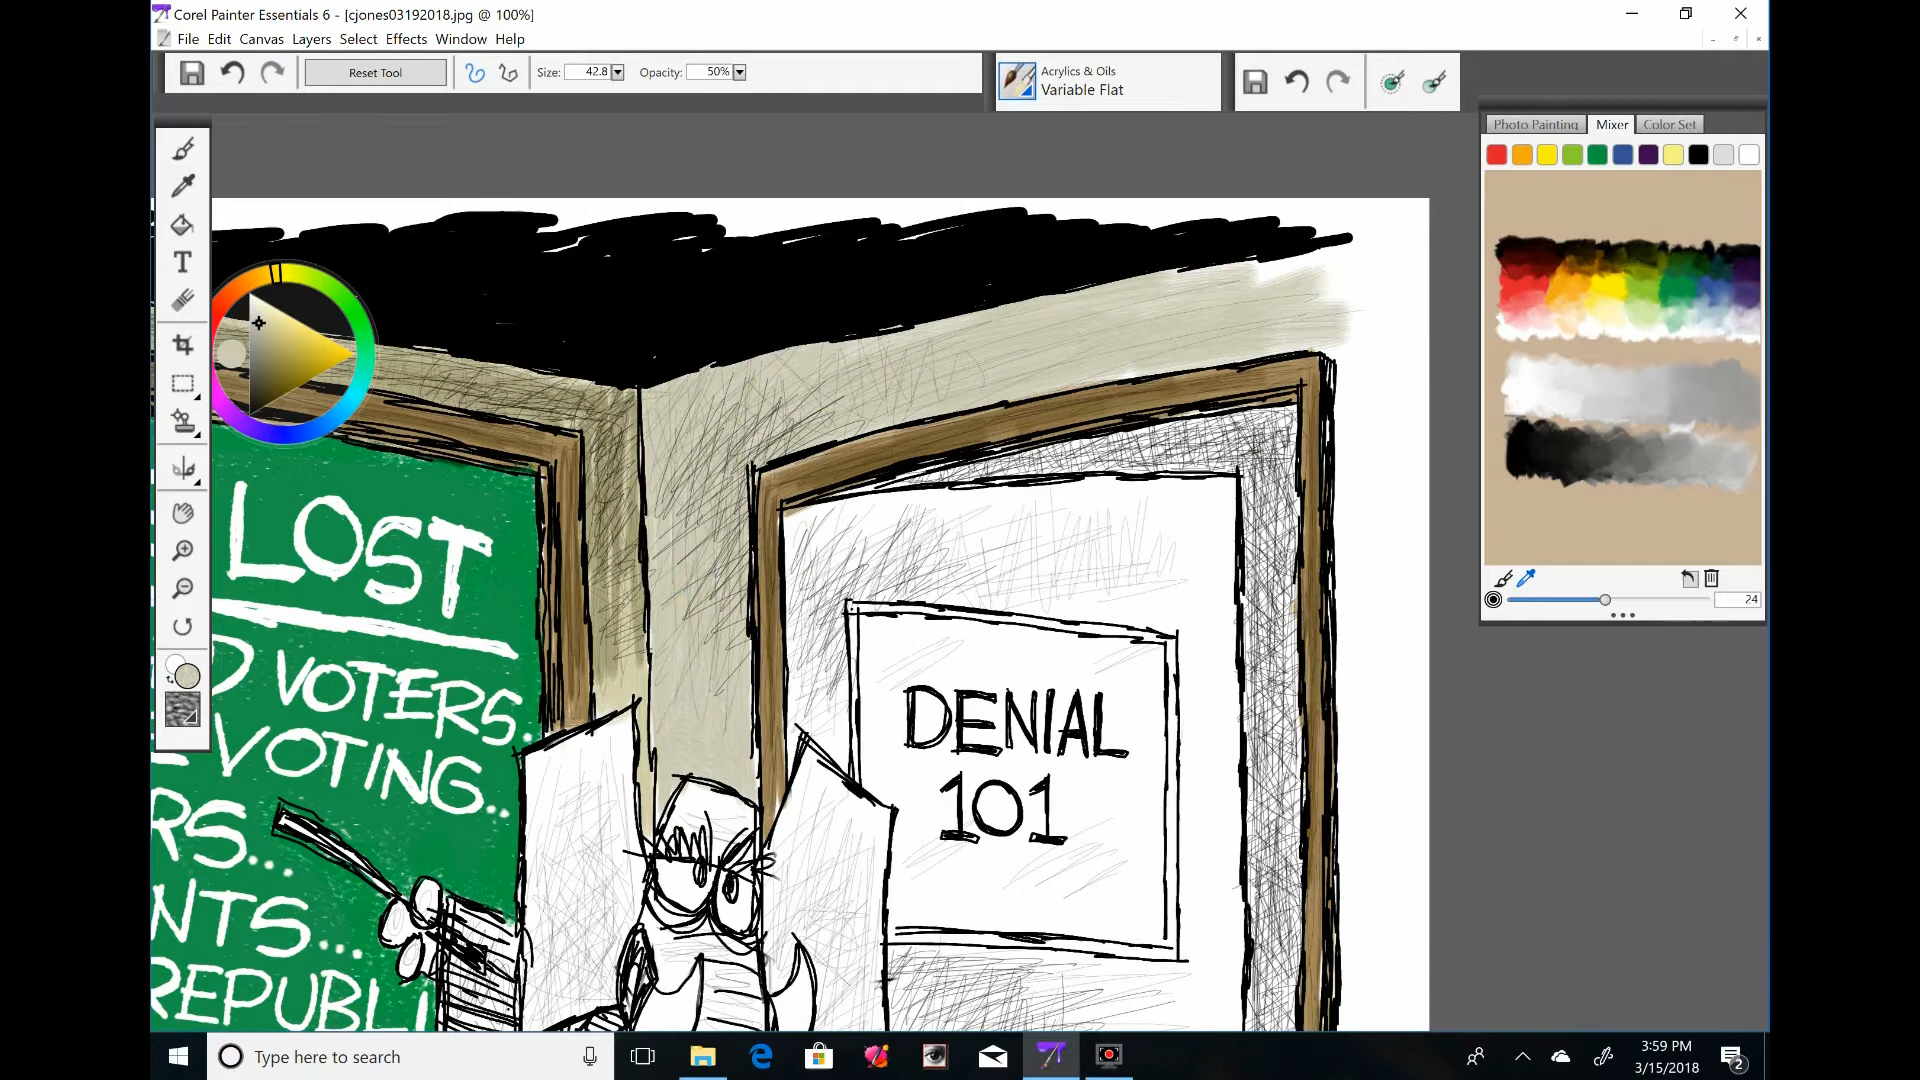 Corel Painter Essentials 6 - [cjones03192018.jpg @ 100%]
File Edit Canvas Layers Select Effects Window Help
Reset Tool
Size: 42.8
Opacity: 50%
Acrylics & Oils
Variable Flat
Photo Painting Mixer Color Set
T
24
LOST
VOTERS.
VOTING..
RS...
NTS...
REPUBLI
DENIAL
101
Type here to search
3:59 PM
3/15/2018
2